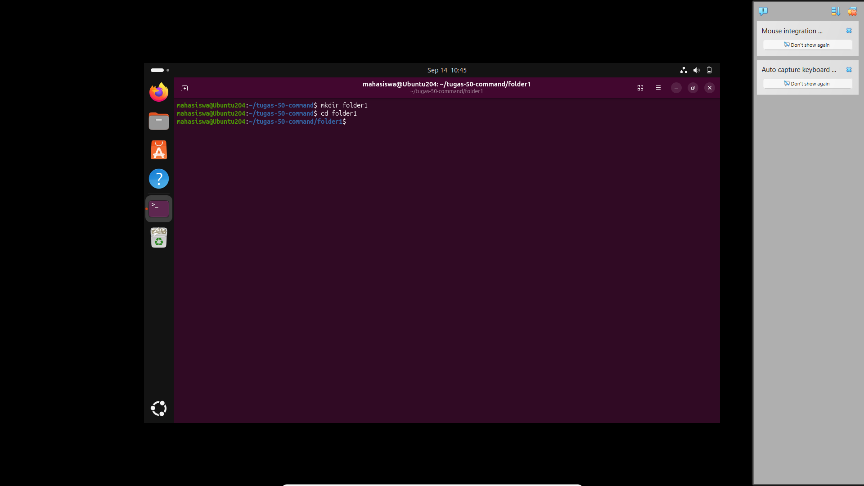 Sep 14 10:45
mahasiswa@Ubuntu204: ~/tugas-50-command/folder1
~/tugas-50-command/folder1
mahasiswa@Ubuntu204:~/tugas-50-command$ mkdir folder1
mahasiswa@Ubuntu204:~/tugas-50-command$ cd folder1
mahasiswa@Ubuntu204:~/tugas-50-command/folder1$
Mouse integration ...
Don't show again
Auto capture keyboard ...
Don't show again